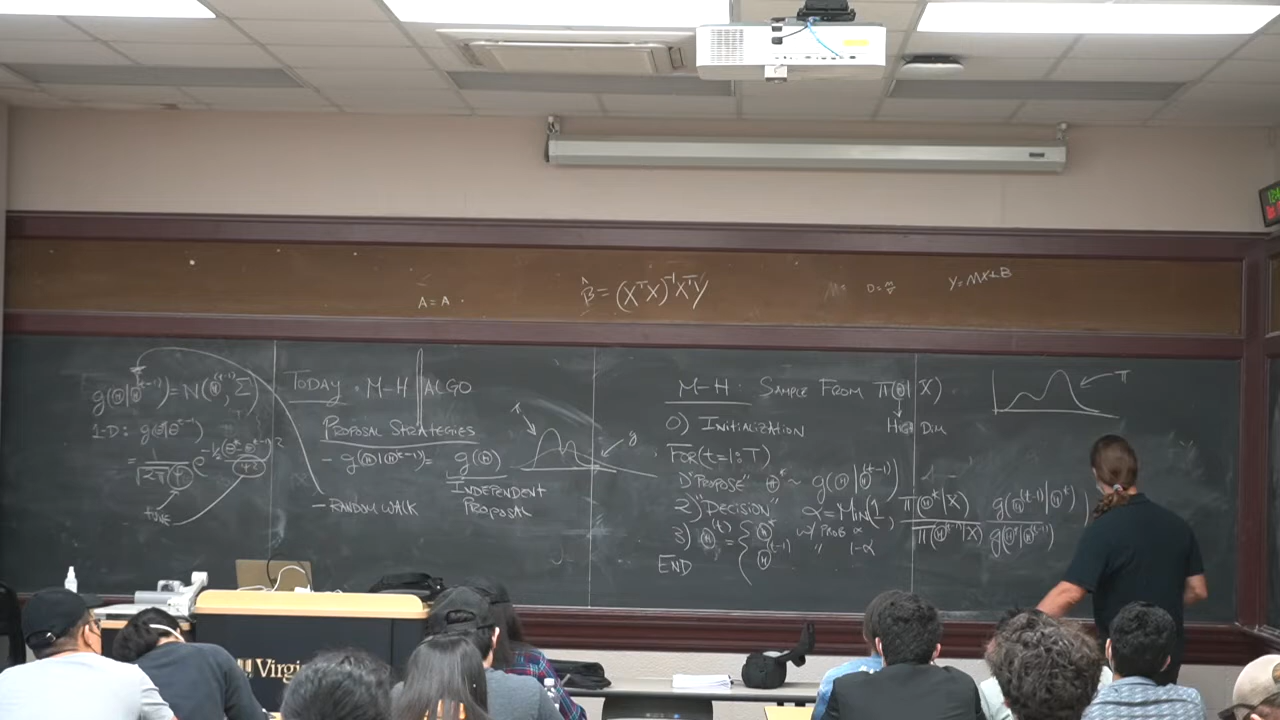 A = A
β̂ = (XᵀX)⁻¹XᵀY
Y = MX+B
g(Θ|Θ^(t-1)) = N(Θ^(t-1), Σ)
1-D:
TUNE
TODAY: M-H ALGO
PROPOSAL STRATEGIES
- g(Θ|Θ^(t-1)) = g(Θ)
INDEPENDENT
PROPOSAL
- RANDOM WALK
π
g
M-H: SAMPLE FROM π(Θ|X)
HIGH DIM
0) INITIALIZATION
FOR(t=1:T)
1) "PROPOSE" Θ* ~ g(Θ|Θ^(t-1))
2) "DECISION" α = MIN(1, π(Θ*|X) / π(Θ^(t-1)|X) g(Θ^(t-1)|Θ*) / g(Θ*|Θ^(t-1)))
3) Θ^(t) = { Θ* w/ PROB α
Θ^(t-1) " 1-α
END
π
Virgi